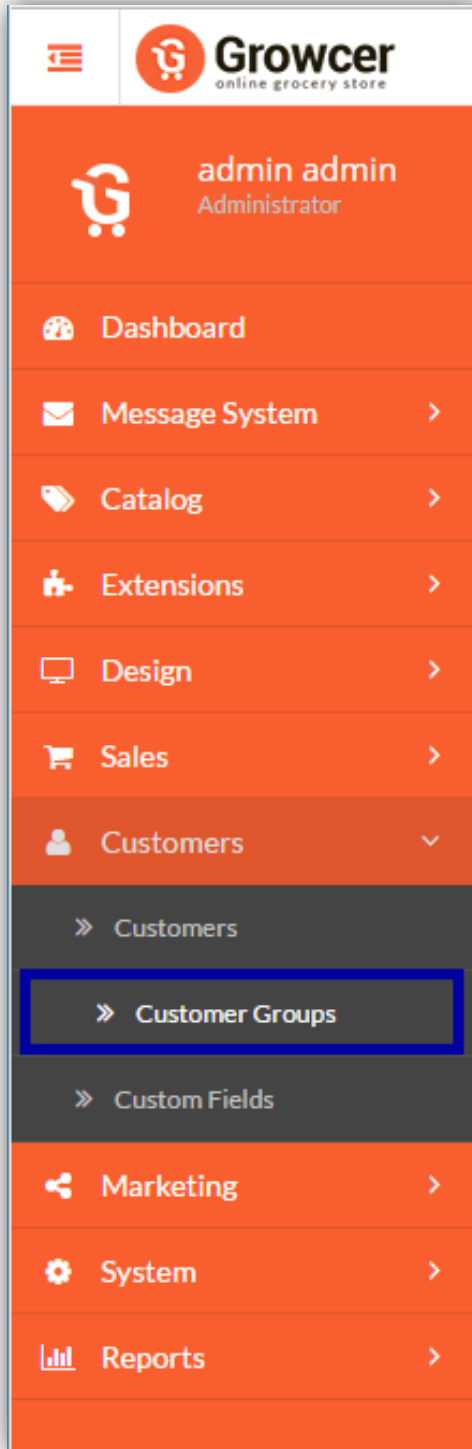 Growcer
online grocery store
admin admin
Administrator
Dashboard
Message System
Catalog
Extensions
Design
Sales
Customers
Customers
Customer Groups
Custom Fields
Marketing
System
Reports